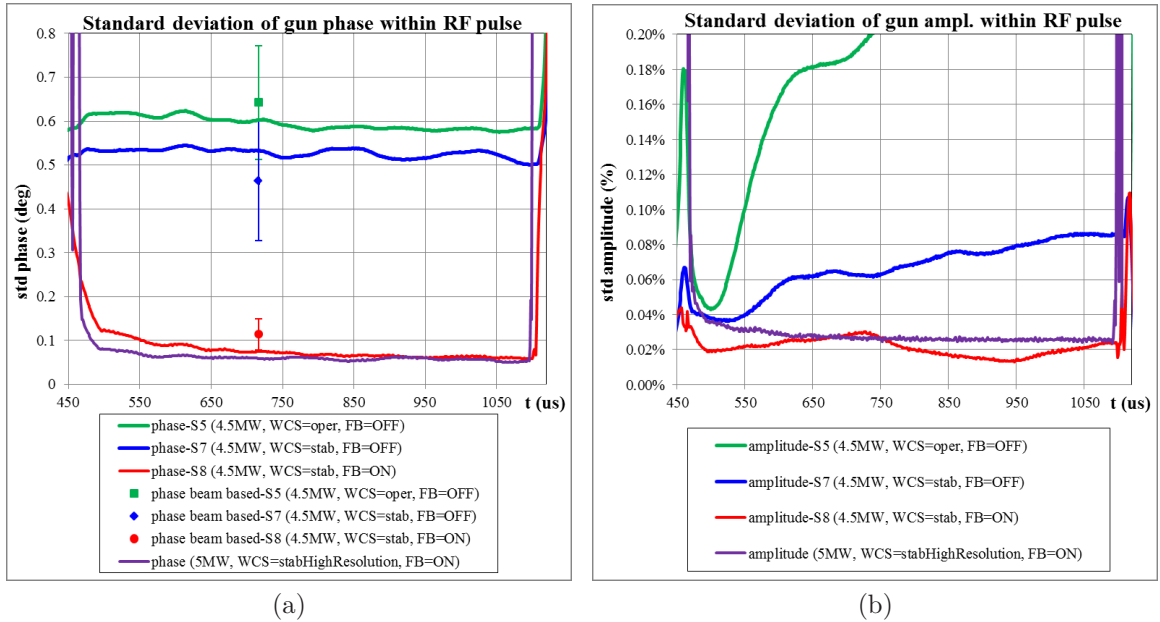 Standard deviation of gun phase within RF pulse
0.8
0.7
0.6
0.5
0.4
0.3
0.2
0.1
0
std phase (deg)
450 550 650 750 850 950 1050 t (us)
phase-S5 (4.5MW, WCS=oper, FB=OFF)
phase-S7 (4.5MW, WCS=stab, FB=OFF)
phase-S8 (4.5MW, WCS=stab, FB=ON)
phase beam based-S5 (4.5MW, WCS=oper, FB=OFF)
phase beam based-S7 (4.5MW, WCS=stab, FB=OFF)
phase beam based-S8 (4.5MW, WCS=stab, FB=ON)
phase (5MW, WCS=stabHighResolution, FB=ON)
(a)
Standard deviation of gun ampl. within RF pulse
0.20%
0.18%
0.16%
0.14%
0.12%
0.10%
0.08%
0.06%
0.04%
0.02%
0.00%
std amplitude (%)
450 550 650 750 850 950 1050 t (us)
amplitude-S5 (4.5MW, WCS=oper, FB=OFF)
amplitude-S7 (4.5MW, WCS=stab, FB=OFF)
amplitude-S8 (4.5MW, WCS=stab, FB=ON)
amplitude (5MW, WCS=stabHighResolution, FB=ON)
(b)